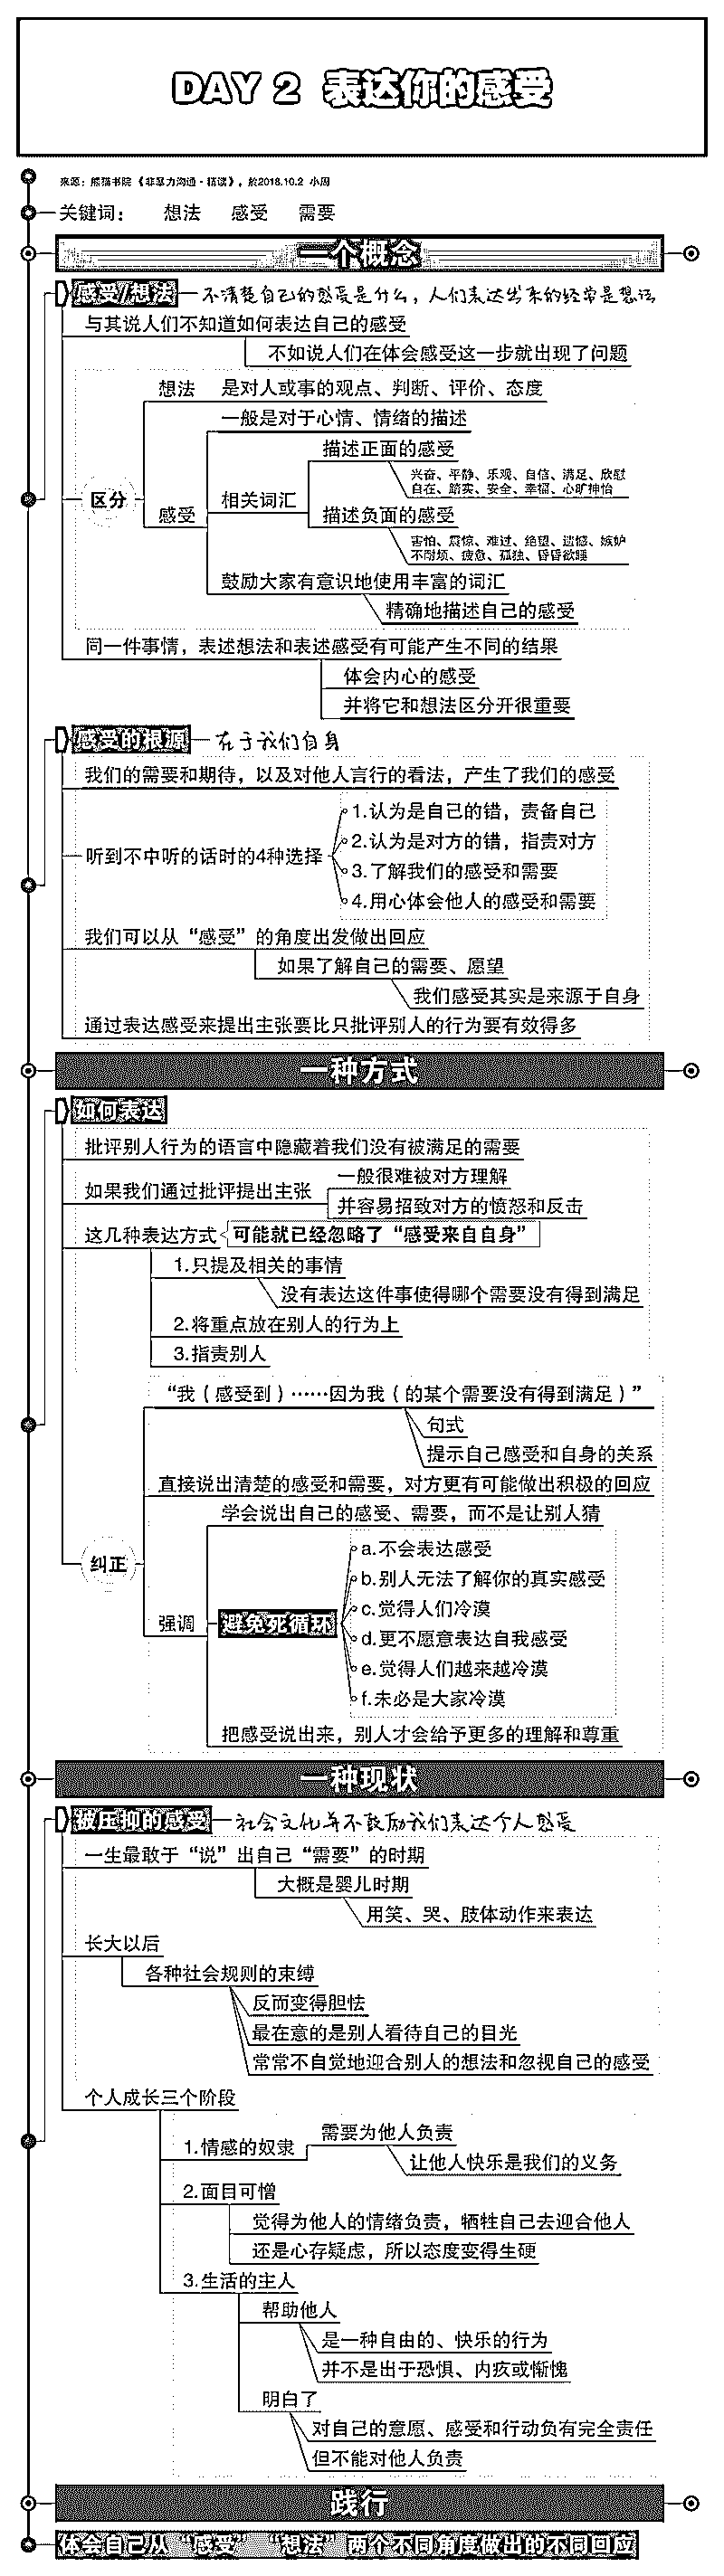 DAY 2 表达你的感受
来源：熊猫书院《非暴力沟通·精读》，於2018.10.2 小周
关键词： 想法 感受 需要
一个概念
感受/想法 不清楚自己的感受是什么，人们表达出来的经常是想法
与其说人们不知道如何表达自己的感受
不如说人们在体会感受这一步就出现了问题
区分
想法 是对人或事的观点、判断、评价、态度
感受
一般是对于心情、情绪的描述
相关词汇
描述正面的感受
兴奋、平静、乐观、自信、满足、欣慰
自在、踏实、安全、幸福、心旷神怡
描述负面的感受
害怕、震惊、难过、绝望、遗憾、嫉妒
不耐烦、疲惫、孤独、昏昏欲睡
鼓励大家有意识地使用丰富的词汇
精确地描述自己的感受
同一件事情，表述想法和表述感受有可能产生不同的结果
体会内心的感受
并将它和想法区分开很重要
感受的根源 在于我们自身
我们的需要和期待，以及对他人言行的看法，产生了我们的感受
听到不中听的话时的4种选择
1.认为是自己的错，责备自己
2.认为是对方的错，指责对方
3.了解我们的感受和需要
4.用心体会他人的感受和需要
我们可以从“感受”的角度出发做出回应
如果了解自己的需要、愿望
我们感受其实是来源于自身
通过表达感受来提出主张要比只批评别人的行为要有效得多
一种方式
如何表达
批评别人行为的语言中隐藏着我们没有被满足的需要
如果我们通过批评提出主张
一般很难被对方理解
并容易招致对方的愤怒和反击
这几种表达方式 可能就已经忽略了“感受来自自身”
1.只提及相关的事情
没有表达这件事使得哪个需要没有得到满足
2.将重点放在别人的行为上
3.指责别人
纠正
“我（感受到）……因为我（的某个需要没有得到满足）”
句式
提示自己感受和自身的关系
直接说出清楚的感受和需要，对方更有可能做出积极的回应
强调
学会说出自己的感受、需要，而不是让别人猜
避免死循环
a.不会表达感受
b.别人无法了解你的真实感受
c.觉得人们冷漠
d.更不愿意表达自我感受
e.觉得人们越来越冷漠
f.未必是大家冷漠
把感受说出来，别人才会给予更多的理解和尊重
一种现状
被压抑的感受 社会文化并不鼓励我们表达个人感受
一生最敢于“说”出自己“需要”的时期
大概是婴儿时期
用笑、哭、肢体动作来表达
长大以后
各种社会规则的束缚
反而变得胆怯
最在意的是别人看待自己的目光
常常不自觉地迎合别人的想法和忽视自己的感受
个人成长三个阶段
1.情感的奴隶
需要为他人负责
让他人快乐是我们的义务
2.面目可憎
觉得为他人的情绪负责，牺牲自己去迎合他人
还是心存疑虑，所以态度变得生硬
3.生活的主人
帮助他人
是一种自由的、快乐的行为
并不是出于恐惧、内疚或惭愧
明白了
对自己的意愿、感受和行动负有完全责任
但不能对他人负责
践行
体会自己从“感受”“想法”两个不同角度做出的不同回应